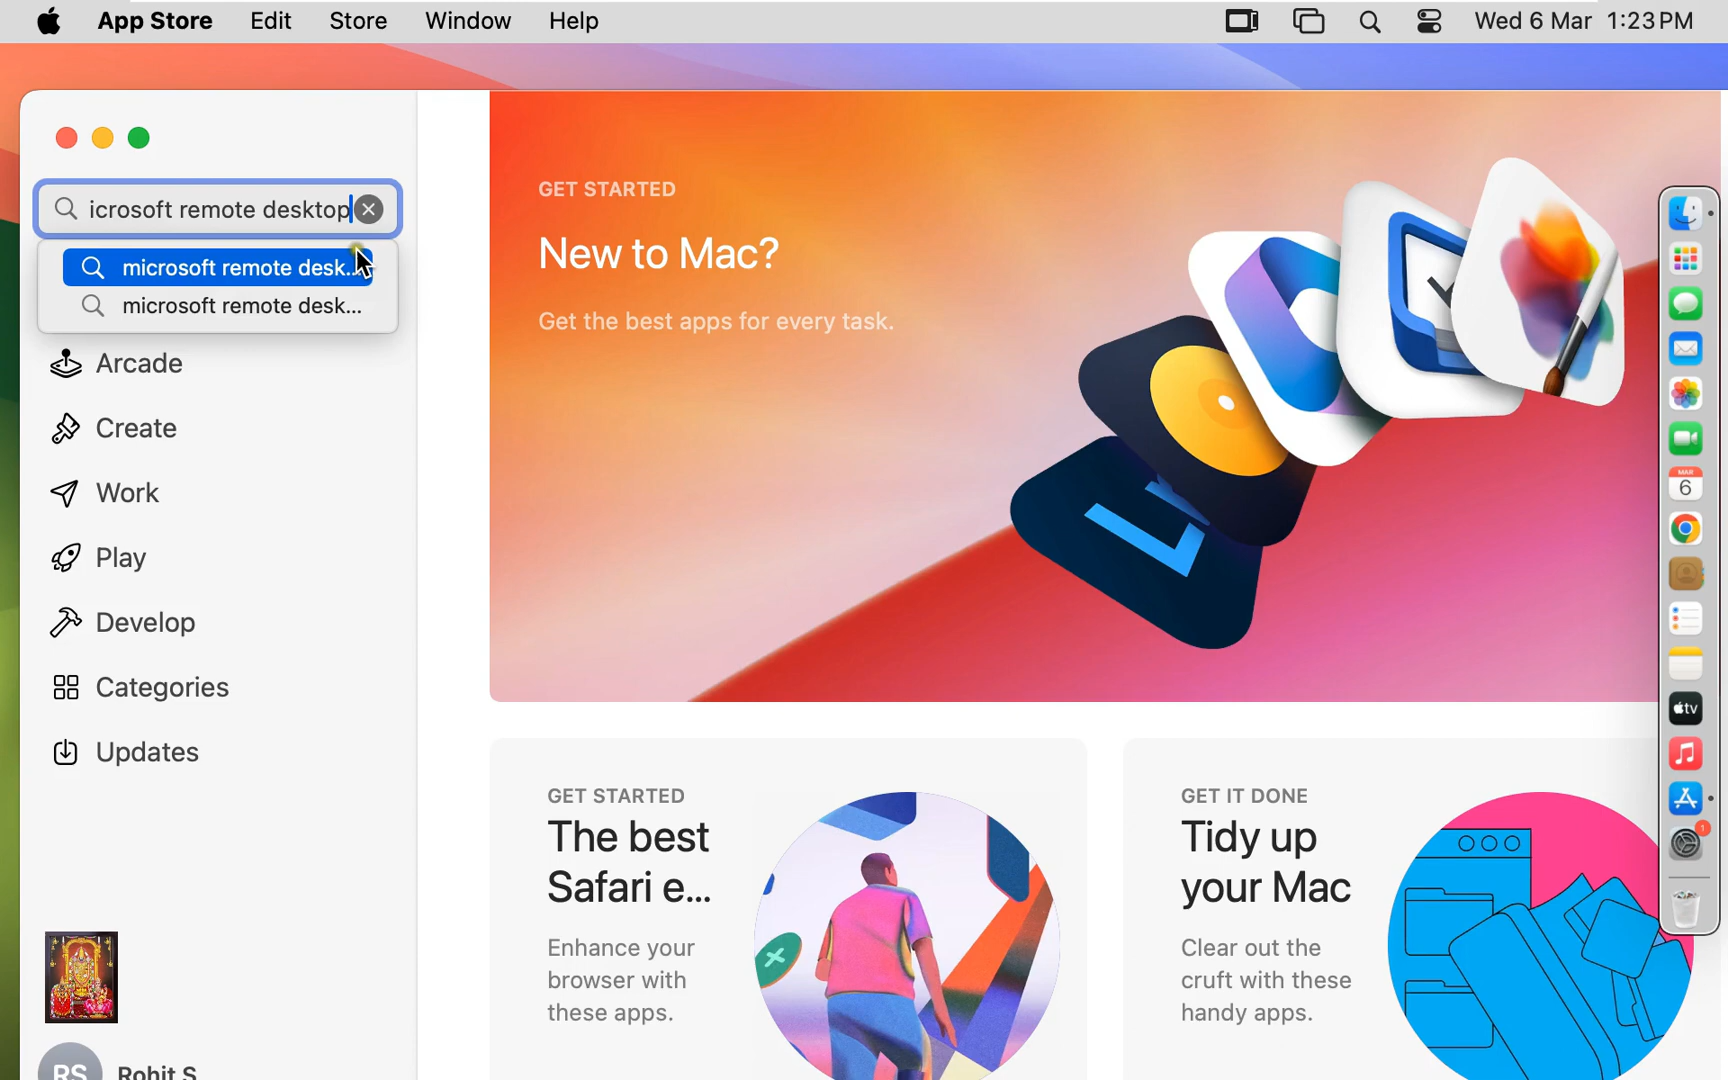 App Store Edit Store Window Help Wed 6 Mar 1:23 PM
icrosoft remote desktop
microsoft remote desk...
microsoft remote desk...
Arcade
Create
Work
Play
Develop
Categories
Updates
RS Rohit S
GET STARTED
New to Mac?
Get the best apps for every task.
GET STARTED
The best
Safari e...
Enhance your
browser with
these apps.
GET IT DONE
Tidy up
your Mac
Clear out the
cruft with these
handy apps.
MAR
6
tv
1